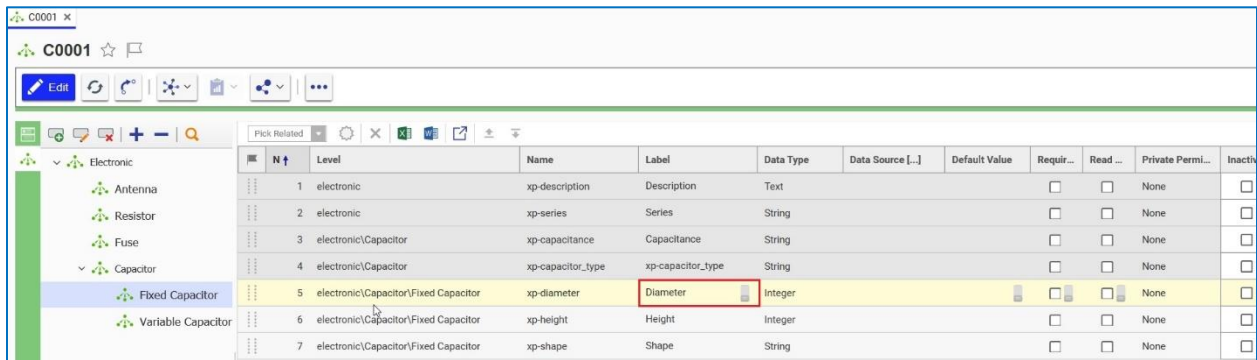 C0001 ×
C0001
Edit
Pick Related
Electronic
Antenna
Resistor
Fuse
Capacitor
Fixed Capacitor
Variable Capacitor
N Level Name Label Data Type Data Source [...] Default Value Requir... Read ... Private Permi... Inactiv
1 electronic xp-description Description Text None
2 electronic xp-series Series String None
3 electronic\Capacitor xp-capacitance Capacitance String None
4 electronic\Capacitor xp-capacitor_type xp-capacitor_type String None
5 electronic\Capacitor\Fixed Capacitor xp-diameter Diameter Integer None
6 electronic\Capacitor\Fixed Capacitor xp-height Height Integer None
7 electronic\Capacitor\Fixed Capacitor xp-shape Shape String None